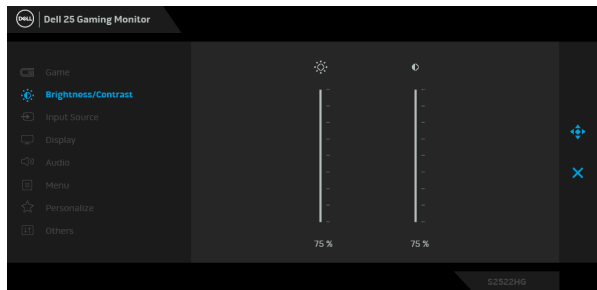 DELL Dell 25 Gaming Monitor
Game
Brightness/Contrast
Input Source
Display
Audio
Menu
Personalize
Others
75 % 75 %
S2522HG